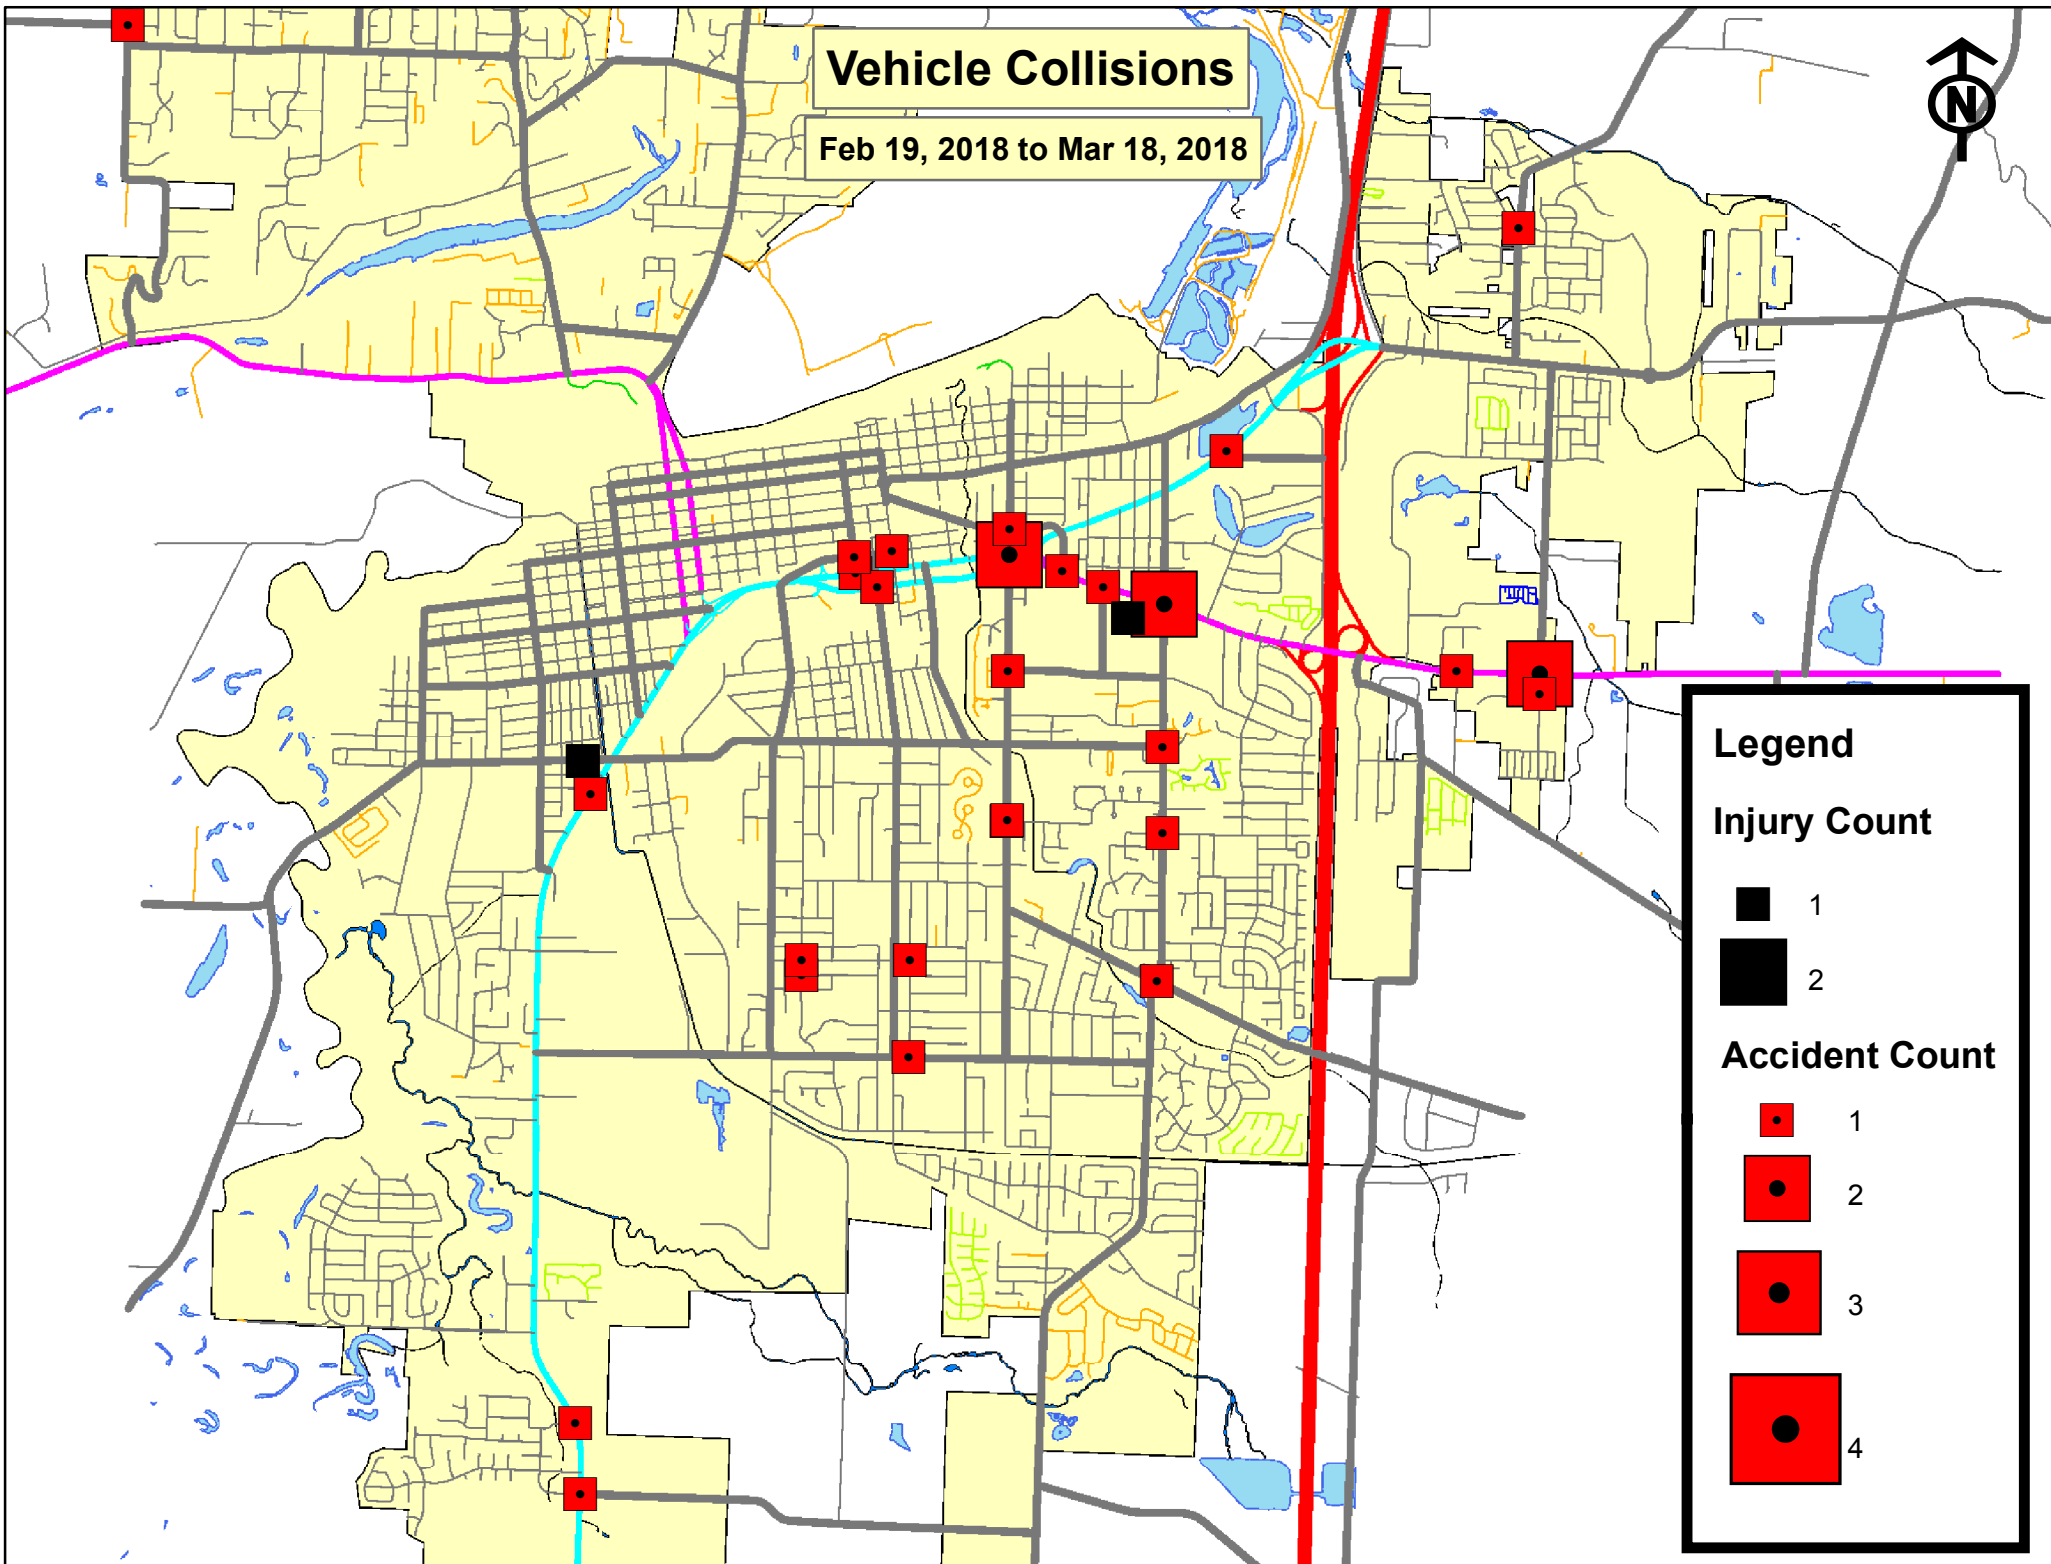 Vehicle Collisions
Feb 19, 2018 to Mar 18, 2018
N
Legend
Injury Count
1
2
Accident Count
1
2
3
4